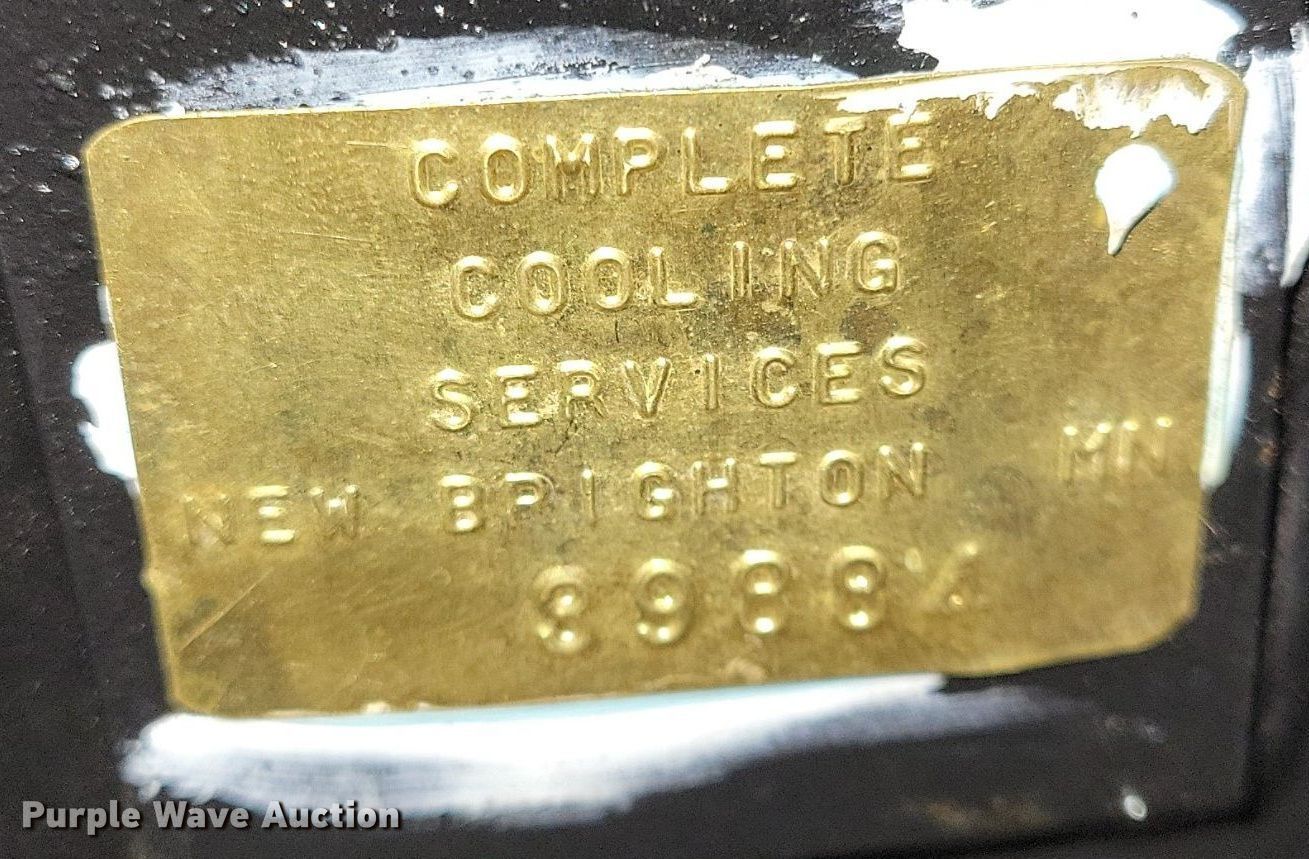 COMPLETE
COOLING
SERVICES
NEW BRIGHTON MN
39884
Purple Wave Auction